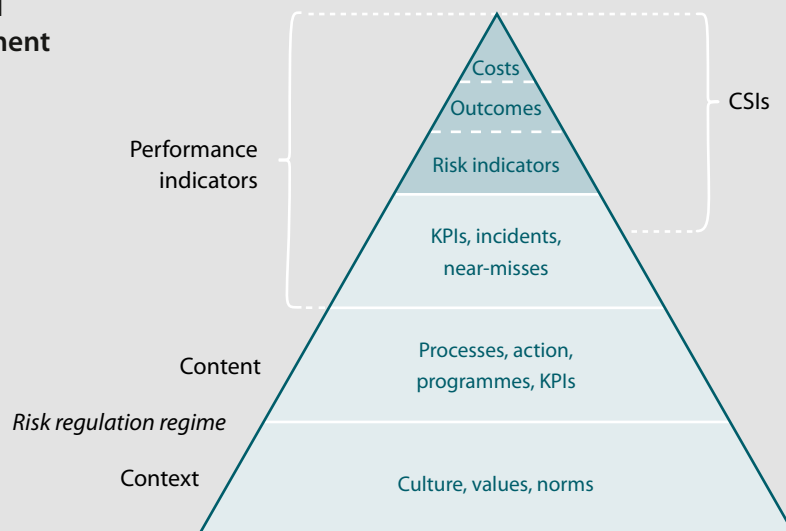 Costs
Outcomes
CSIs
Performance
indicators
Risk indicators
KPIs, incidents,
near-misses
Content
Processes, action,
programmes, KPIs
Risk regulation regime
Context
Culture, values, norms